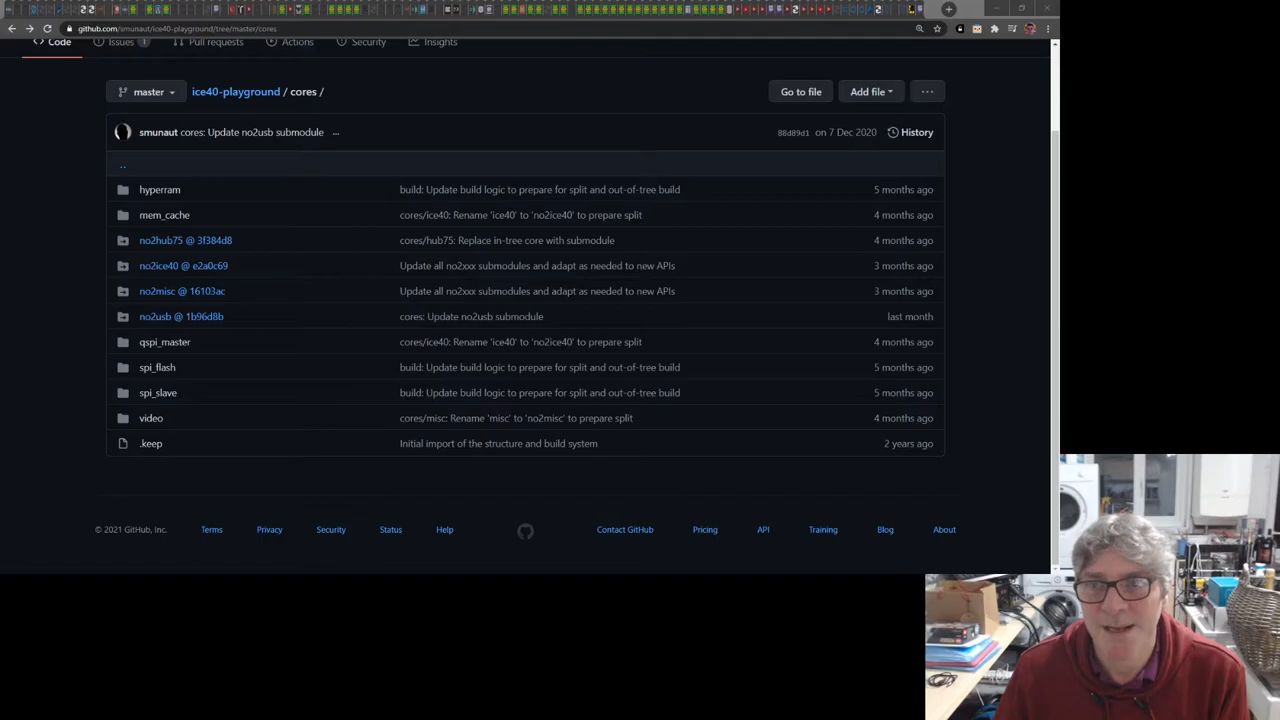 github.com/smunaut/ice40-playground/tree/master/cores
Code Issues 1 Pull requests Actions Security Insights
master ice40-playground / cores / Go to file Add file ...
smunaut cores: Update no2usb submodule ... 88d89d1 on 7 Dec 2020 History
..
hyperram build: Update build logic to prepare for split and out-of-tree build 5 months ago
mem_cache cores/ice40: Rename 'ice40' to 'no2ice40' to prepare split 4 months ago
no2hub75 @ 3f384d8 cores/hub75: Replace in-tree core with submodule 4 months ago
no2ice40 @ e2a0c69 Update all no2xxx submodules and adapt as needed to new APIs 3 months ago
no2misc @ 16103ac Update all no2xxx submodules and adapt as needed to new APIs 3 months ago
no2usb @ 1b96d8b cores: Update no2usb submodule last month
qspi_master cores/ice40: Rename 'ice40' to 'no2ice40' to prepare split 4 months ago
spi_flash build: Update build logic to prepare for split and out-of-tree build 5 months ago
spi_slave build: Update build logic to prepare for split and out-of-tree build 5 months ago
video cores/misc: Rename 'misc' to 'no2misc' to prepare split 4 months ago
.keep Initial import of the structure and build system 2 years ago
© 2021 GitHub, Inc. Terms Privacy Security Status Help Contact GitHub Pricing API Training Blog About